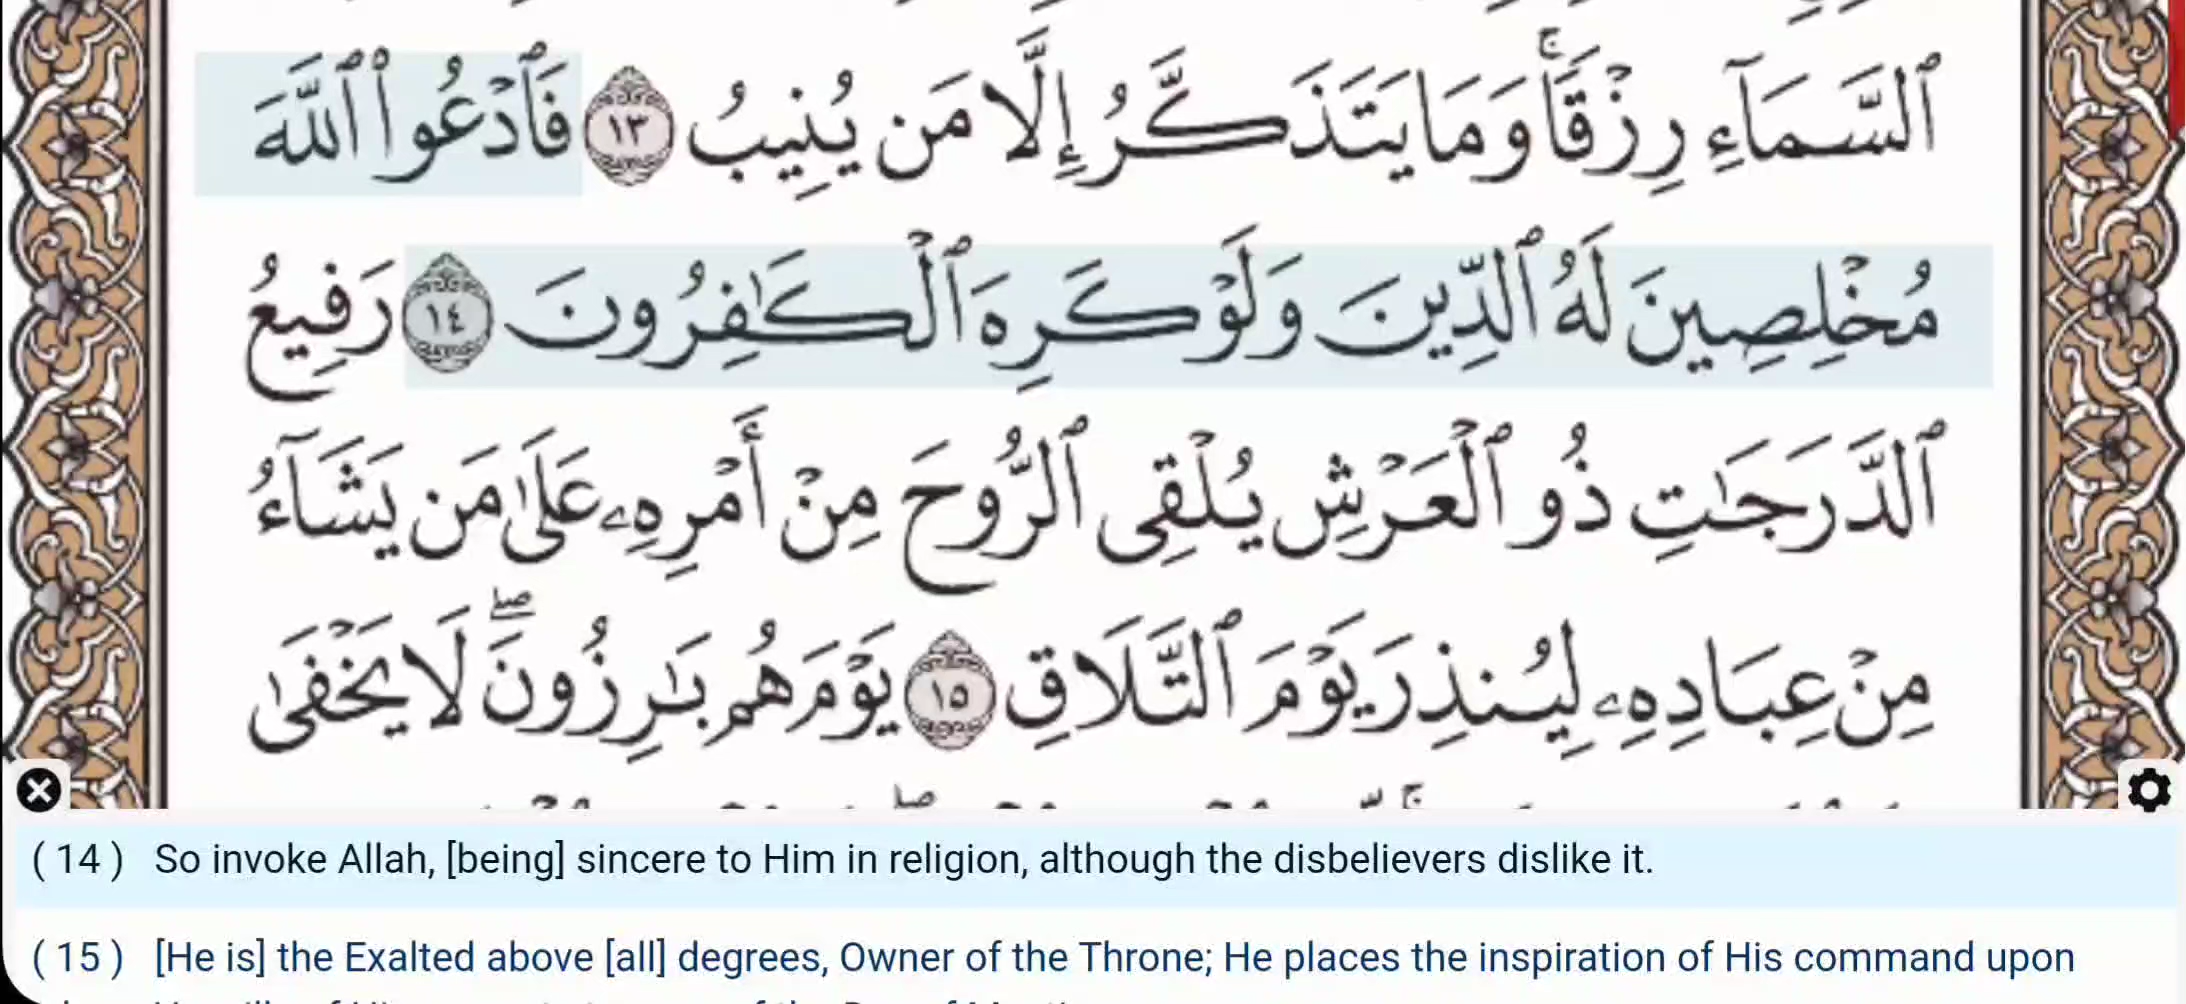 ٱلسَّمَآءِ رِزۡقٗاۚ وَمَا يَتَذَكَّرُ إِلَّا مَن يُنِيبُ ١٣ فَٱدۡعُواْ ٱللَّهَ
مُخۡلِصِينَ لَهُ ٱلدِّينَ وَلَوۡ كَرِهَ ٱلۡكَٰفِرُونَ ١٤ رَفِيعُ
ٱلدَّرَجَٰتِ ذُو ٱلۡعَرۡشِ يُلۡقِي ٱلرُّوحَ مِنۡ أَمۡرِهِۦ عَلَىٰ مَن يَشَآءُ
مِنۡ عِبَادِهِۦ لِيُنذِرَ يَوۡمَ ٱلتَّلَاقِ ١٥ يَوۡمَ هُم بَٰرِزُونَۖ لَا يَخۡفَىٰ
( 14 ) So invoke Allah, [being] sincere to Him in religion, although the disbelievers dislike it.
( 15 ) [He is] the Exalted above [all] degrees, Owner of the Throne; He places the inspiration of His command upon